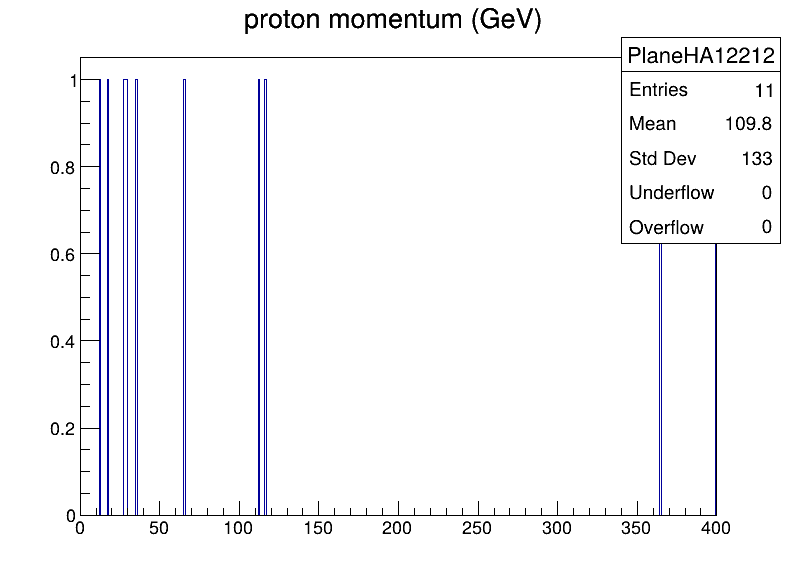 proton momentum (GeV)
PlaneHA12212
Entries 11
Mean 109.8
Std Dev 133
Underflow 0
Overflow 0
1
0.8
0.6
0.4
0.2
0
0 50 100 150 200 250 300 350 400